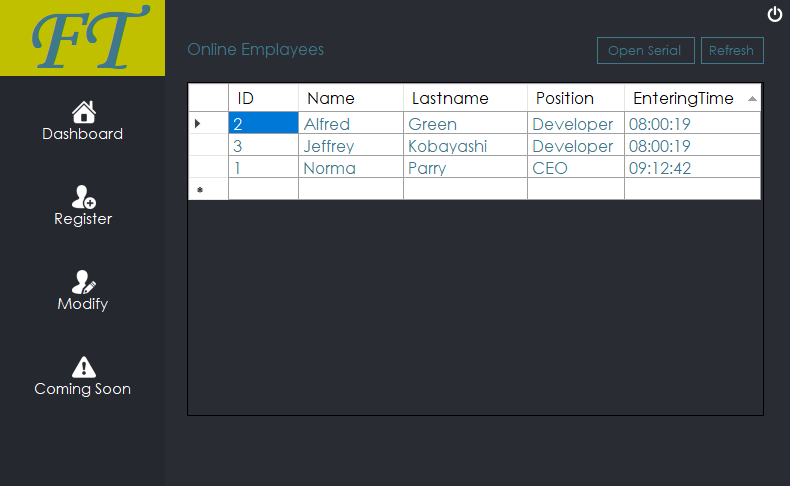 FT
Dashboard
Register
Modify
Coming Soon
Online Emplayees
Open Serial
Refresh
ID Name Lastname Position EnteringTime
2 Alfred Green Developer 08:00:19
3 Jeffrey Kobayashi Developer 08:00:19
1 Norma Parry CEO 09:12:42